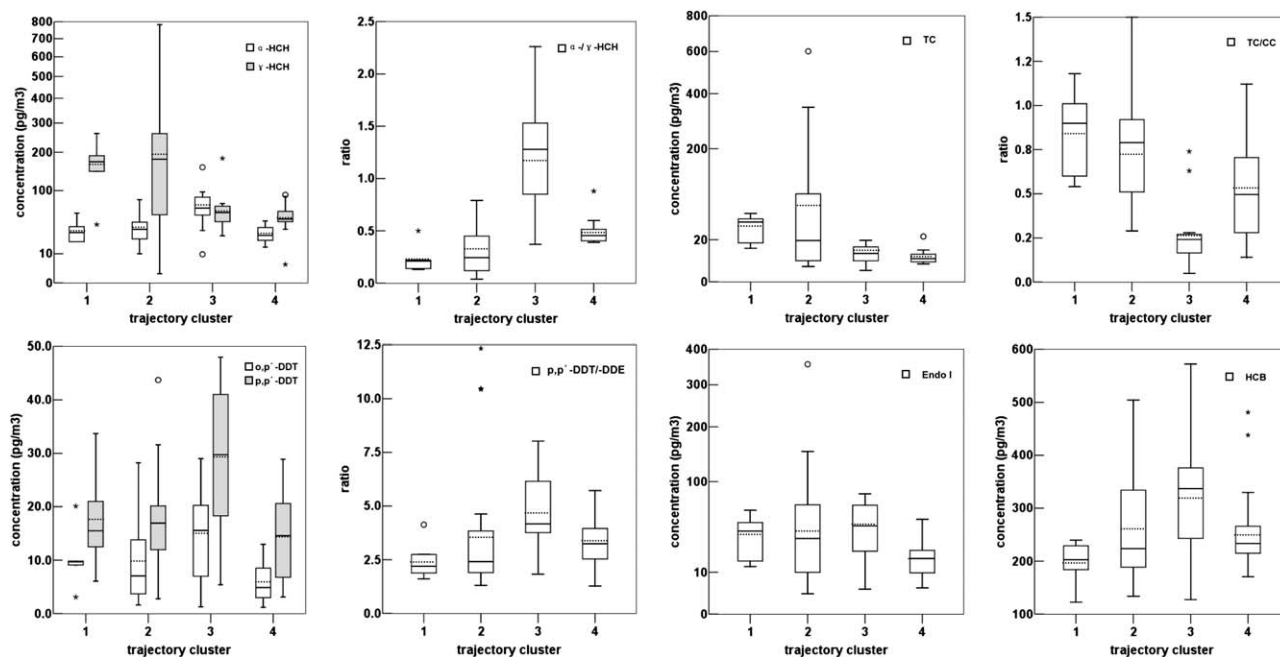 800
700
600
500
400
300
200
100
10
0
concentration (pg/m3)
α-HCH
γ-HCH
1 2 3 4
trajectory cluster
2.5
2.0
1.5
1.0
0.5
0.0
ratio
α-/γ-HCH
1 2 3 4
trajectory cluster
800
600
400
200
20
0
concentration (pg/m3)
TC
1 2 3 4
trajectory cluster
1.5
1.2
1.0
0.8
0.5
0.2
0.0
ratio
TC/CC
1 2 3 4
trajectory cluster
50.0
40.0
30.0
20.0
10.0
0.0
concentration (pg/m3)
o,p´-DDT
p,p´-DDT
1 2 3 4
trajectory cluster
12.5
10.0
7.5
5.0
2.5
0.0
ratio
p,p´-DDT/-DDE
1 2 3 4
trajectory cluster
400
300
200
100
10
0
concentration (pg/m3)
Endo I
1 2 3 4
trajectory cluster
600
500
400
300
200
100
concentration (pg/m3)
HCB
1 2 3 4
trajectory cluster